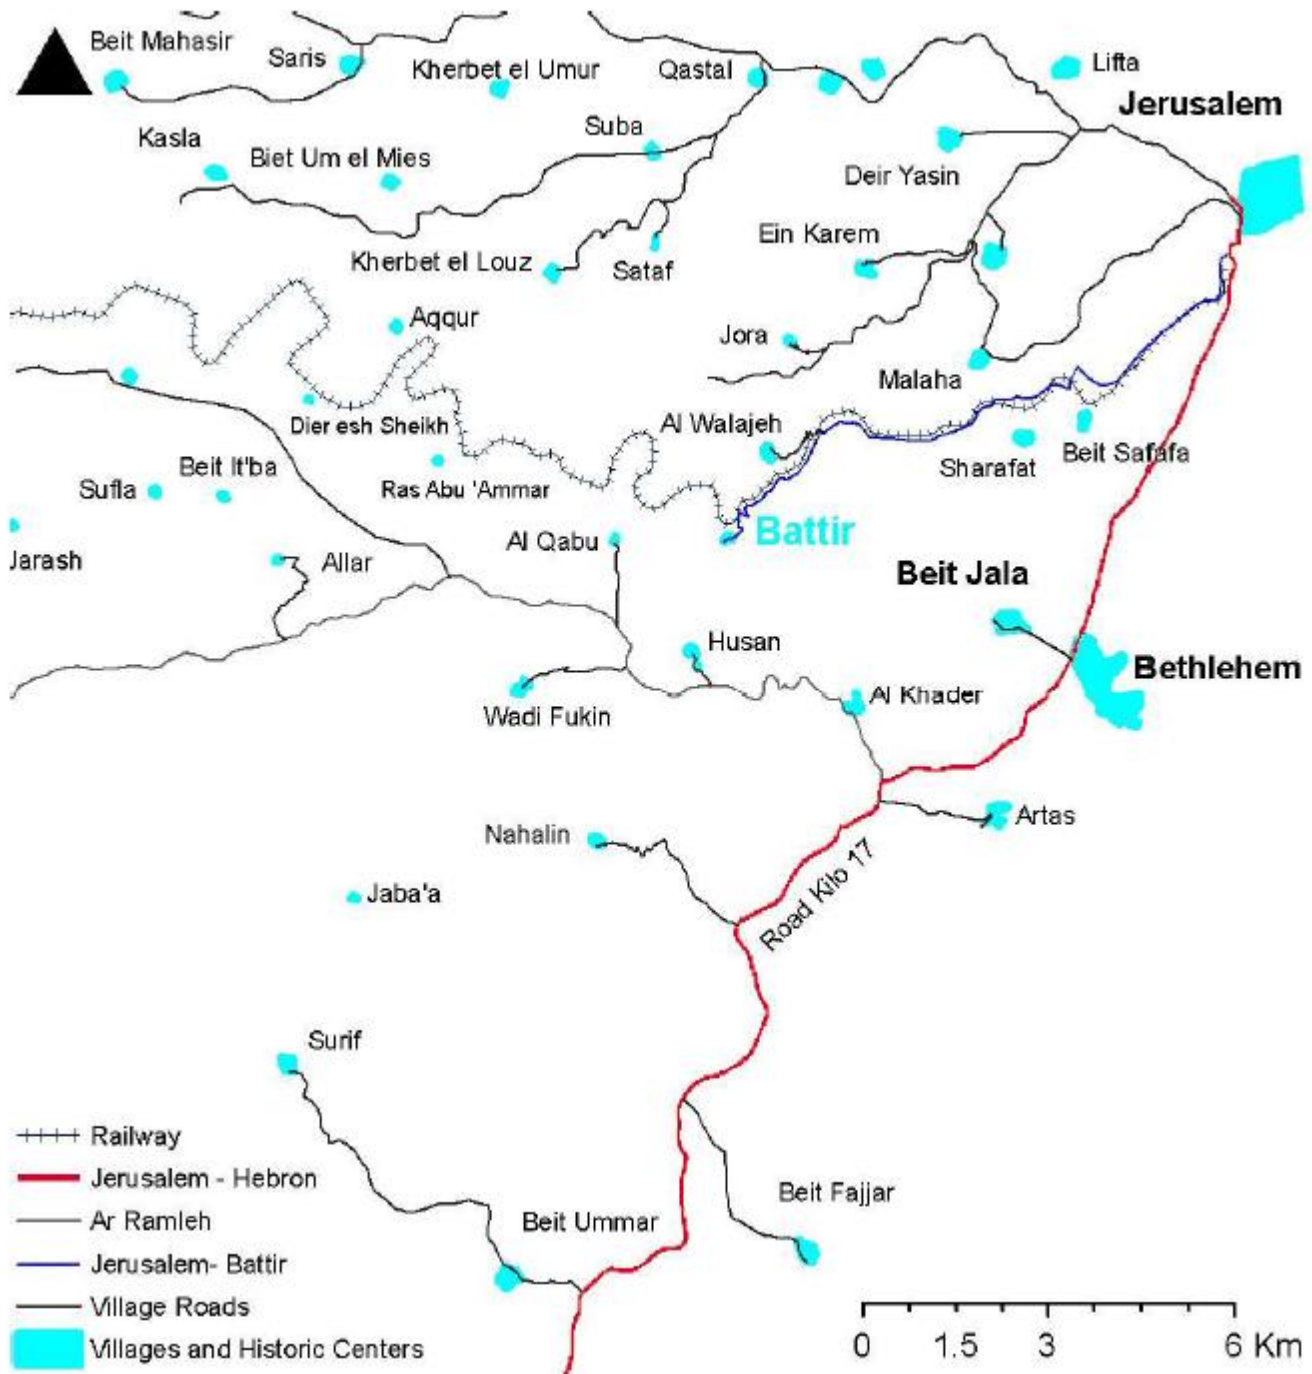 Beit Mahasir
Saris
Kherbet el Umur
Qastal
Lifta
Jerusalem
Kasla
Biet Um el Mies
Suba
Deir Yasin
Ein Karem
Kherbet el Louz
Sataf
Aqqur
Jora
Malaha
Dier esh Sheikh
Al Walajeh
Sharafat
Beit Safafa
Beit It'ba
Sufla
Ras Abu 'Ammar
Battir
Al Qabu
Jarash
Allar
Beit Jala
Husan
Bethlehem
Al Khader
Wadi Fukin
Artas
Nahalin
Road Kilo 17
Jaba'a
Surif
Beit Fajjar
Beit Ummar
Railway
Jerusalem - Hebron
Ar Ramleh
Jerusalem- Battir
Village Roads
Villages and Historic Centers
0 1.5 3 6 Km